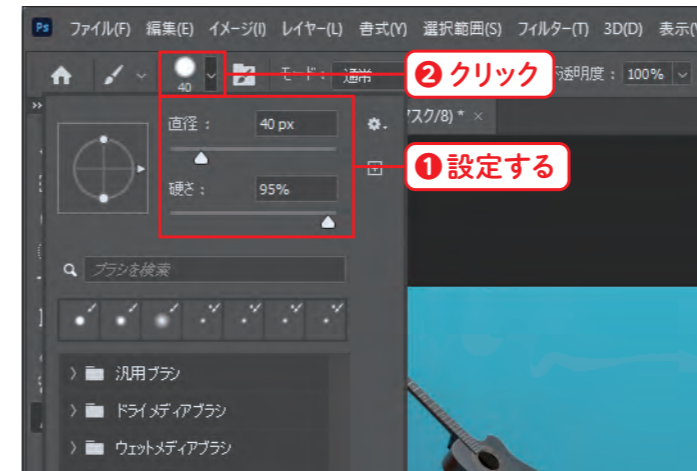 Ps ファイル(F) 編集(E) イメージ(I) レイヤー(L) 書式(Y) 選択範囲(S) フィルター(T) 3D(D) 表示(V
40 モード: 通常 ❷クリック 不透明度: 100%
スク/8) * ×
直径: 40 px
❶設定する
硬さ: 95%
ブラシを検索
汎用ブラシ
ドライメディアブラシ
ウェットメディアブラシ